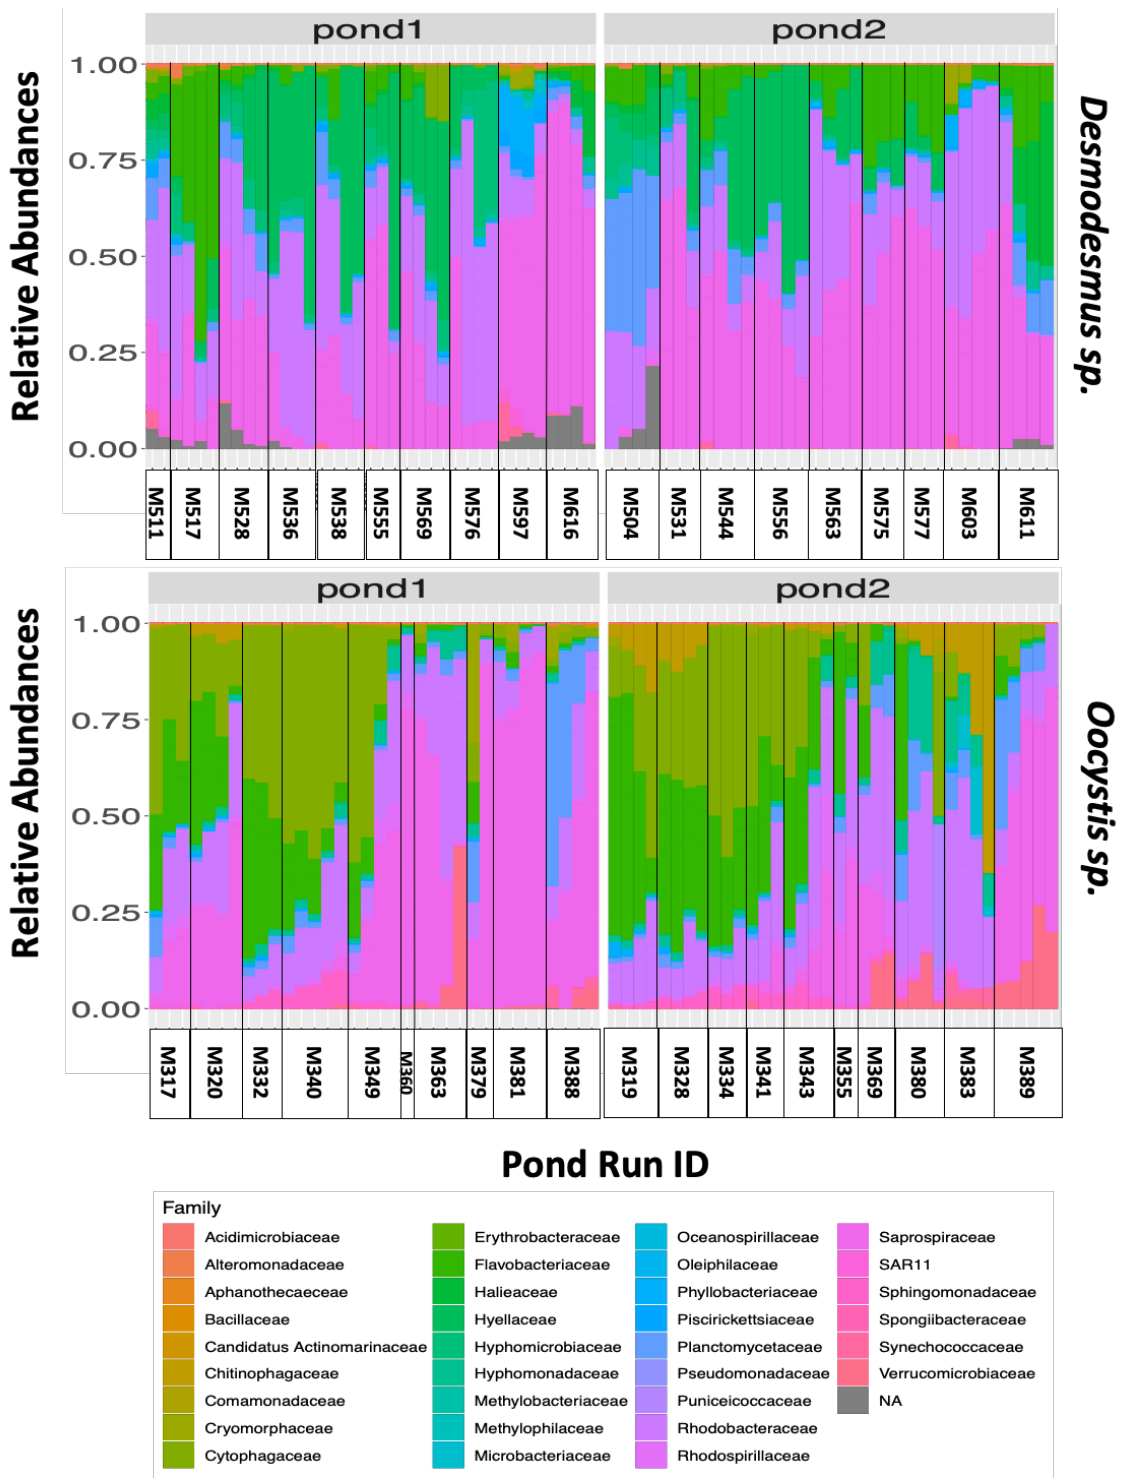 pond1 pond2
Relative Abundances
1.00
0.75
0.50
0.25
0.00
Desmodesmus sp.
M511 M517 M528 M536 M538 M555 M569 M576 M597 M616 M504 M531 M544 M556 M563 M575 M577 M603 M611
pond1 pond2
Relative Abundances
1.00
0.75
0.50
0.25
0.00
Oocystis sp.
M317 M320 M332 M340 M349 M360 M363 M379 M381 M388 M319 M328 M334 M341 M343 M355 M369 M380 M383 M389
Pond Run ID
Family
Acidimicrobiaceae
Alteromonadaceae
Aphanothecaeceae
Bacillaceae
Candidatus Actinomarinaceae
Chitinophagaceae
Comamonadaceae
Cryomorphaceae
Cytophagaceae
Erythrobacteraceae
Flavobacteriaceae
Halieaceae
Hyellaceae
Hyphomicrobiaceae
Hyphomonadaceae
Methylobacteriaceae
Methylophilaceae
Microbacteriaceae
Oceanospirillaceae
Oleiphilaceae
Phyllobacteriaceae
Piscirickettsiaceae
Planctomycetaceae
Pseudomonadaceae
Puniceicoccaceae
Rhodobacteraceae
Rhodospirillaceae
Saprospiraceae
SAR11
Sphingomonadaceae
Spongiibacteraceae
Synechococcaceae
Verrucomicrobiaceae
NA